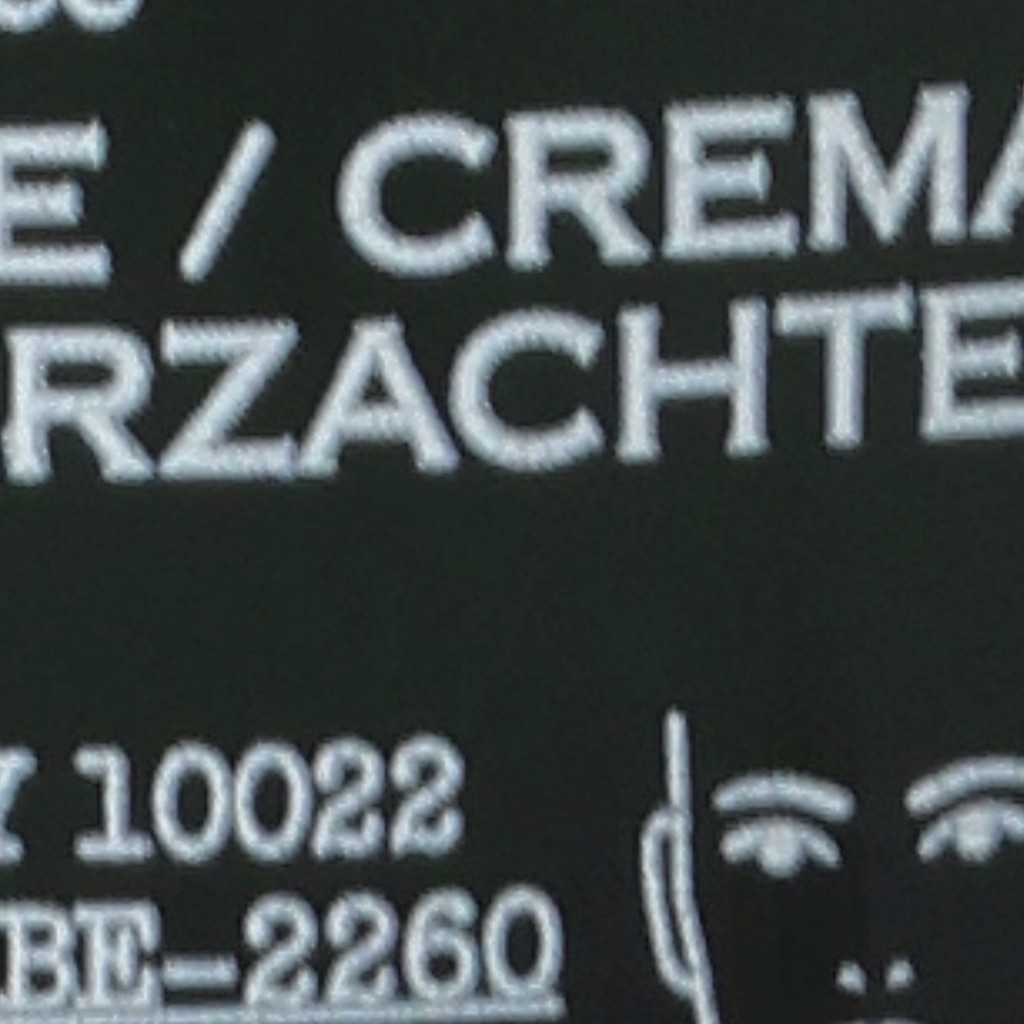 E / CREMA
RZACHTE
Y 10022
BE-2260